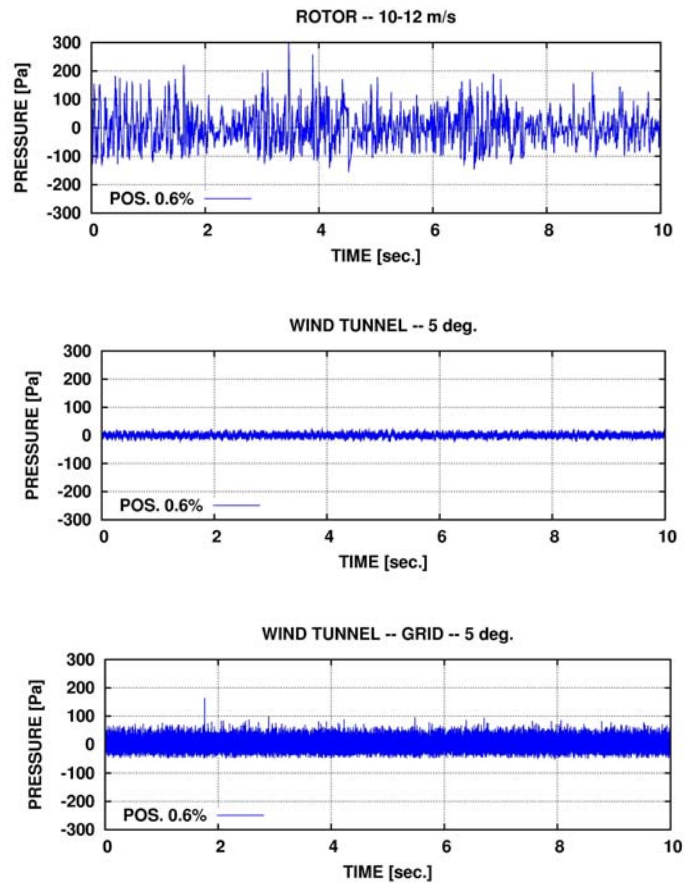 ROTOR -- 10-12 m/s
300
200
100
0
-100
-200
-300
PRESSURE [Pa]
POS. 0.6%
0 2 4 6 8 10
TIME [sec.]
WIND TUNNEL -- 5 deg.
300
200
100
0
-100
-200
-300
PRESSURE [Pa]
POS. 0.6%
0 2 4 6 8 10
TIME [sec.]
WIND TUNNEL -- GRID -- 5 deg.
300
200
100
0
-100
-200
-300
PRESSURE [Pa]
POS. 0.6%
0 2 4 6 8 10
TIME [sec.]